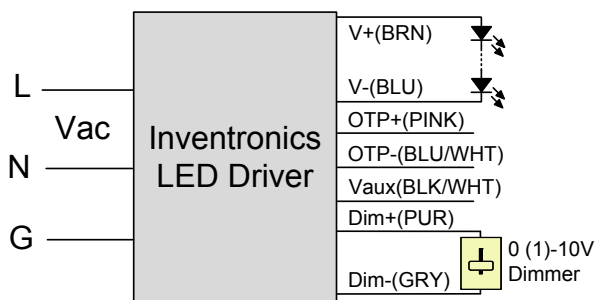 L
Vac
N
G
Inventronics
LED Driver
V+(BRN)
V-(BLU)
OTP+(PINK)
OTP-(BLU/WHT)
Vaux(BLK/WHT)
Dim+(PUR)
Dim-(GRY)
0 (1)-10V
Dimmer